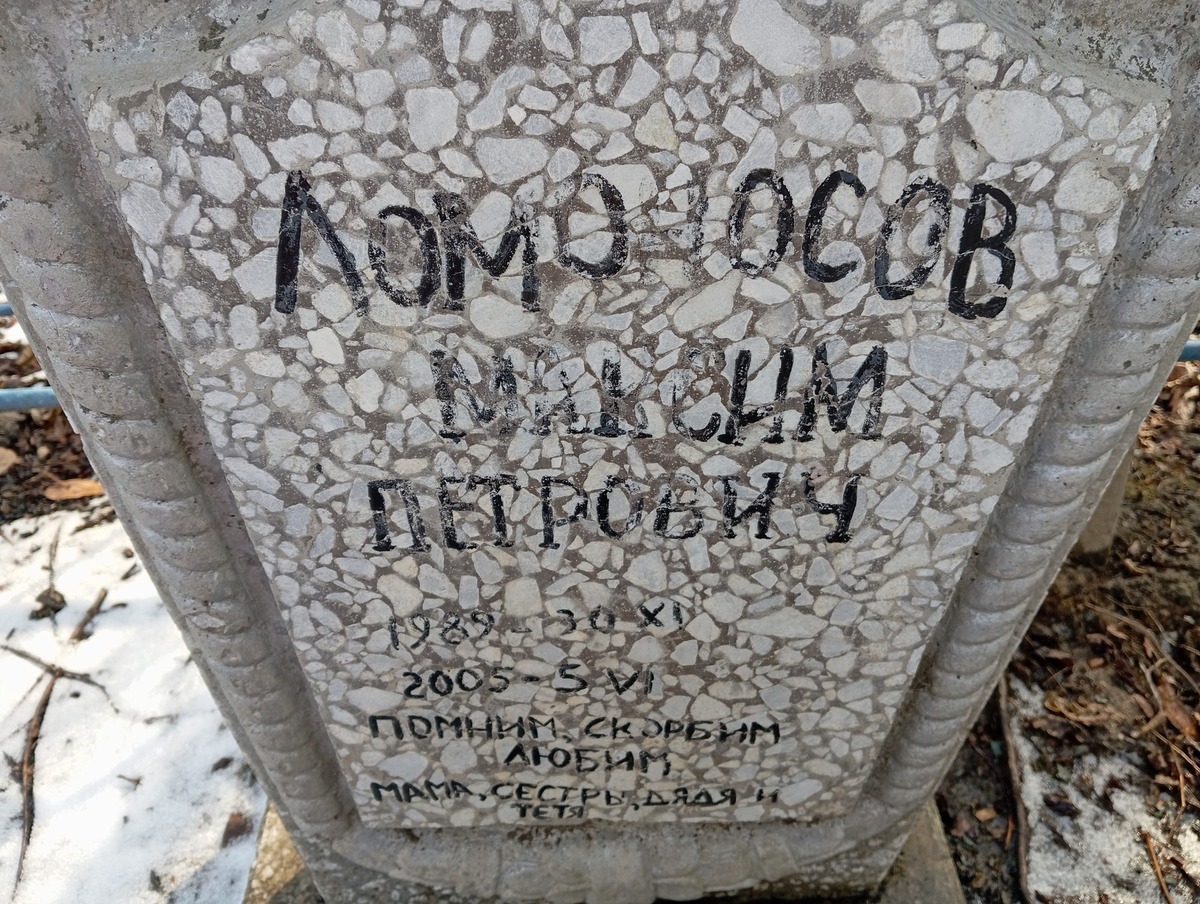 ЛОМОНОСОВ
МАКСИМ
ПЕТРОВИЧ
1989 - 30 XI
2005 - 5 VI
ПОМНИМ, СКОРБИМ
ЛЮБИМ,
МАМА, СЕСТРЫ, ДЯДЯ И
ТЕТЯ